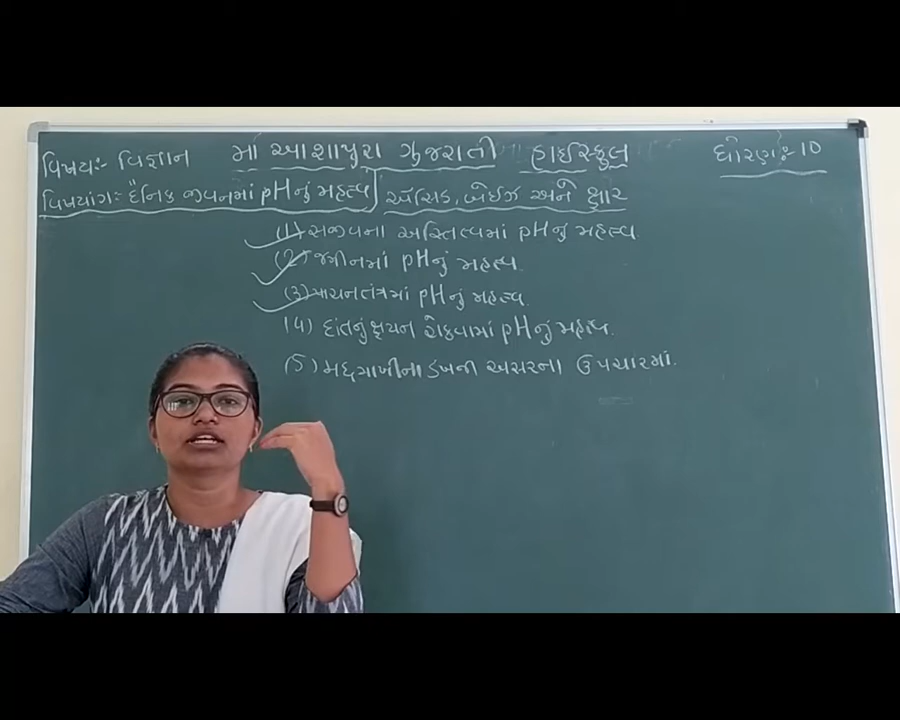 વિષય:- વિજ્ઞાન માં આશાપુરા ગુજરાતી હાઈસ્કુલ ધોરણ:- 10
વિષયાંગ:- દૈનિક જીવનમાં pHનું મહત્વ એસિડ, બેઈઝ અને ક્ષાર
(1) સજીવના અસ્તિત્વમાં pHનું મહત્વ
(2) જમીનમાં pHનું મહત્વ.
(3) પાચનતંત્રમાં pHનું મહત્વ.
(4) દાંતનું ક્ષયન રોકવામાં pHનું મહત્વ.
(5) મધમાખીના ડંખની અસરના ઉપચારમાં.